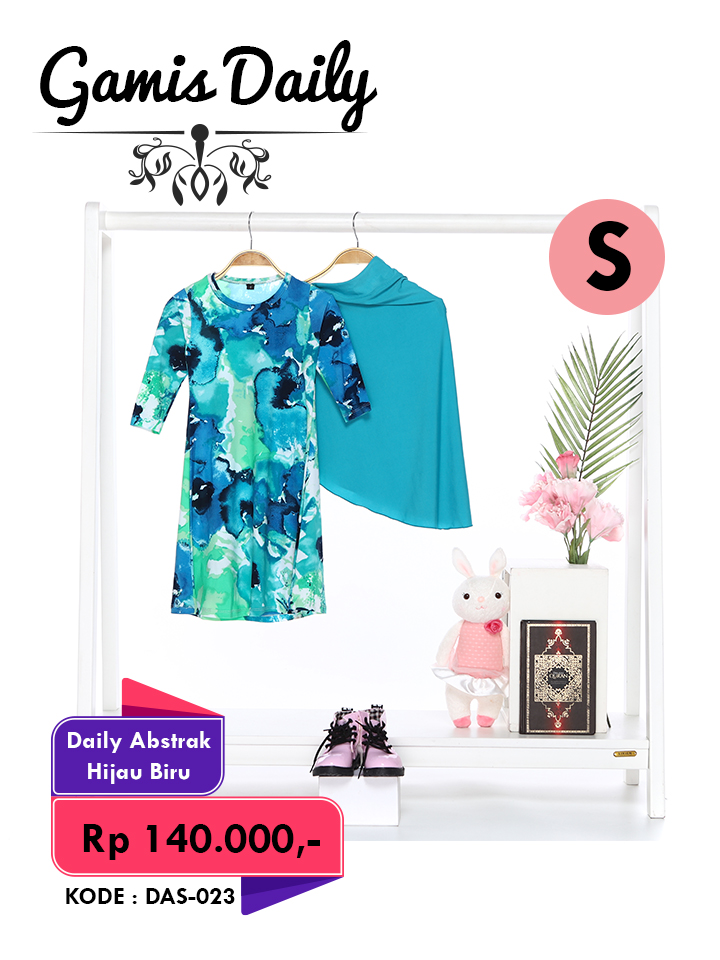 Gamis Daily
S
Daily Abstrak
Hijau Biru
Rp 140.000,-
KODE : DAS-023